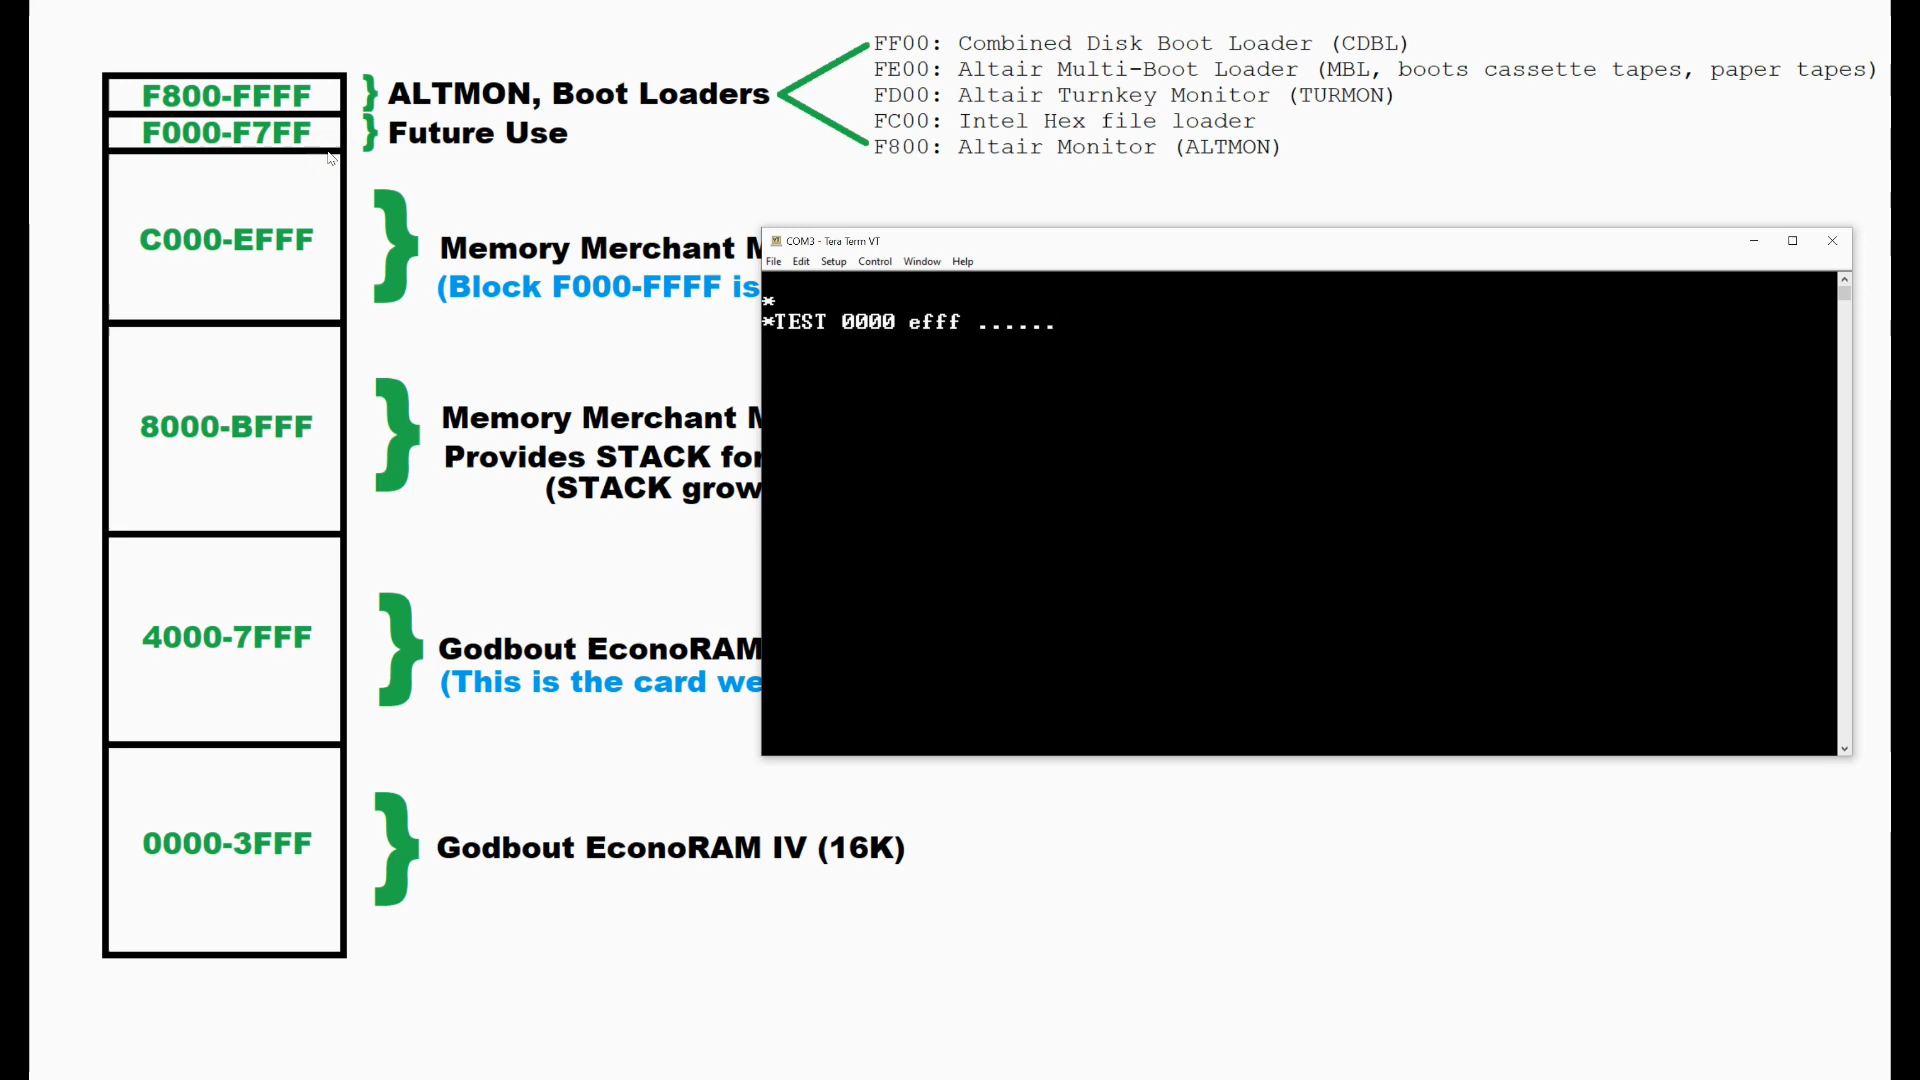 FF00: Combined Disk Boot Loader (CDBL)
FE00: Altair Multi-Boot Loader (MBL, boots cassette tapes, paper tapes)
FD00: Altair Turnkey Monitor (TURMON)
FC00: Intel Hex file loader
F800: Altair Monitor (ALTMON)
F800-FFFF } ALTMON, Boot Loaders
F000-F7FF } Future Use
C000-EFFF } Memory Merchant
(Block F000-FFFF is
8000-BFFF } Memory Merchant
Provides STACK for
(STACK grow
4000-7FFF } Godbout EconoRAM
(This is the card we
0000-3FFF } Godbout EconoRAM IV (16K)
COM3 - Tera Term VT
File Edit Setup Control Window Help
*
*TEST 0000 efff ......